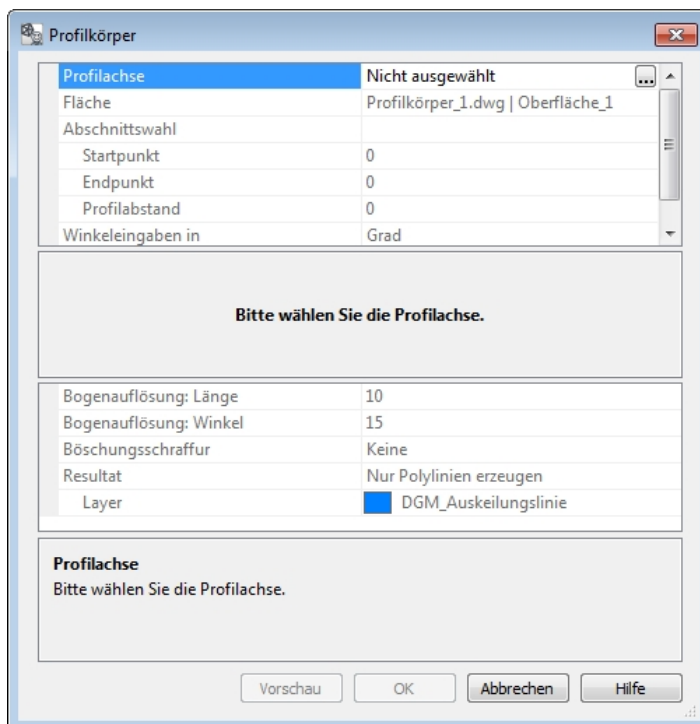 Profilkörper
Profilachse Nicht ausgewählt ...
Fläche Profilkörper_1.dwg | Oberfläche_1
Abschnittswahl
Startpunkt 0
Endpunkt 0
Profilabstand 0
Winkeleingaben in Grad
Bitte wählen Sie die Profilachse.
Bogenauflösung: Länge 10
Bogenauflösung: Winkel 15
Böschungsschraffur Keine
Resultat Nur Polylinien erzeugen
Layer DGM_Auskeilungslinie
Profilachse
Bitte wählen Sie die Profilachse.
Vorschau OK Abbrechen Hilfe